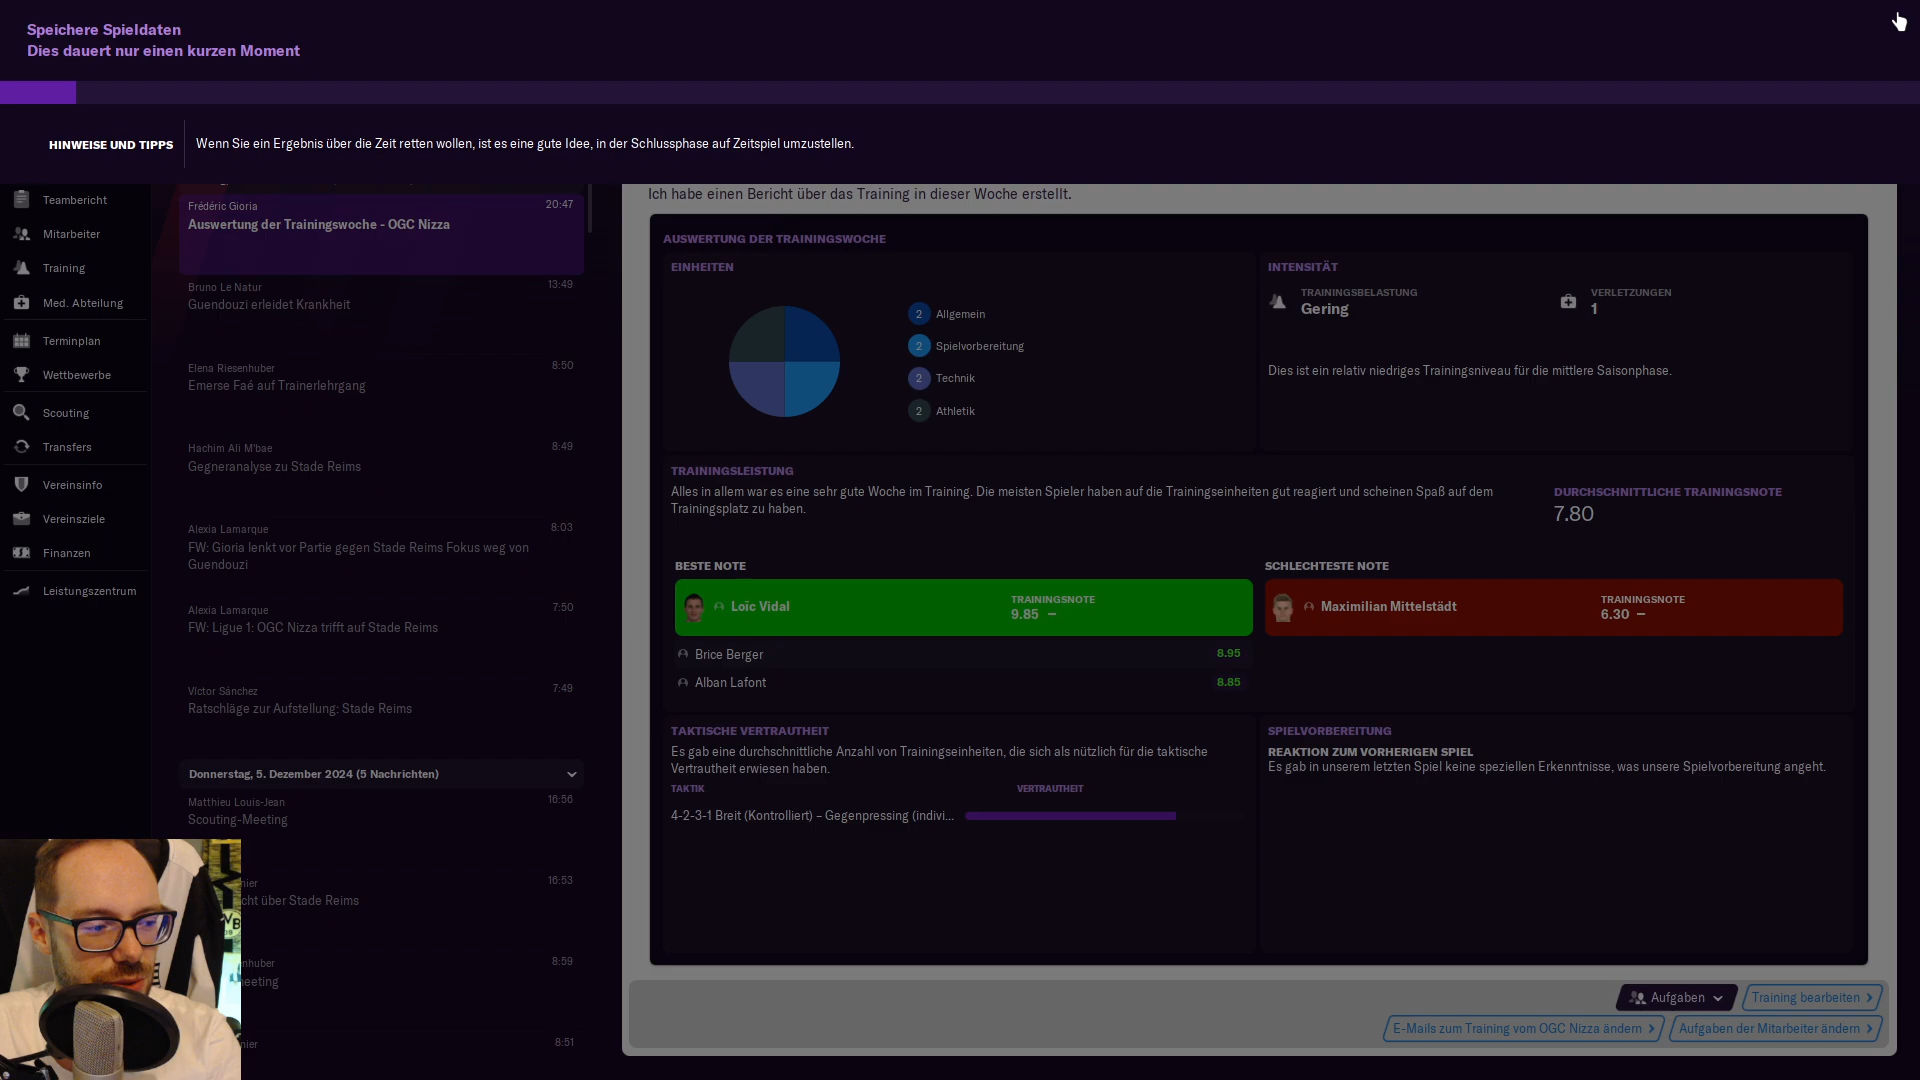 Speichere Spieldaten
Dies dauert nur einen kurzen Moment
HINWEISE UND TIPPS
Wenn Sie ein Ergebnis über die Zeit retten wollen, ist es eine gute Idee, in der Schlussphase auf Zeitspiel umzustellen.
Teambericht
Mitarbeiter
Training
Med. Abteilung
Terminplan
Wettbewerbe
Scouting
Transfers
Vereinsinfo
Vereinsziele
Finanzen
Leistungszentrum
Frédéric Gioria 20:47
Auswertung der Trainingswoche - OGC Nizza
Bruno Le Natur 13:49
Guendouzi erleidet Krankheit
Elena Riesenhuber 8:50
Emerse Faé auf Trainerlehrgang
Hachim Ali M'bae 8:49
Gegneranalyse zu Stade Reims
Alexia Lamarque 8:03
FW: Gioria lenkt vor Partie gegen Stade Reims Fokus weg von
Guendouzi
Alexia Lamarque 7:50
FW: Ligue 1: OGC Nizza trifft auf Stade Reims
Víctor Sánchez 7:49
Ratschläge zur Aufstellung: Stade Reims
Donnerstag, 5. Dezember 2024 (5 Nachrichten)
Matthieu Louis-Jean 16:56
Scouting-Meeting
nier 16:53
cht über Stade Reims
nhuber 8:59
eeting
nier 8:51
Ich habe einen Bericht über das Training in dieser Woche erstellt.
AUSWERTUNG DER TRAININGSWOCHE
EINHEITEN
2 Allgemein
2 Spielvorbereitung
2 Technik
2 Athletik
INTENSITÄT
TRAININGSBELASTUNG
Gering
VERLETZUNGEN
1
Dies ist ein relativ niedriges Trainingsniveau für die mittlere Saisonphase.
TRAININGSLEISTUNG
Alles in allem war es eine sehr gute Woche im Training. Die meisten Spieler haben auf die Trainingseinheiten gut reagiert und scheinen Spaß auf dem
Trainingsplatz zu haben.
DURCHSCHNITTLICHE TRAININGSNOTE
7.80
BESTE NOTE
Loïc Vidal
TRAININGSNOTE
9.85 –
Brice Berger 8.95
Alban Lafont 8.85
SCHLECHTESTE NOTE
Maximilian Mittelstädt
TRAININGSNOTE
6.30 –
TAKTISCHE VERTRAUTHEIT
Es gab eine durchschnittliche Anzahl von Trainingseinheiten, die sich als nützlich für die taktische
Vertrautheit erwiesen haben.
TAKTIK VERTRAUTHEIT
4-2-3-1 Breit (Kontrolliert) – Gegenpressing (indivi...
SPIELVORBEREITUNG
REAKTION ZUM VORHERIGEN SPIEL
Es gab in unserem letzten Spiel keine speziellen Erkenntnisse, was unsere Spielvorbereitung angeht.
Aufgaben
Training bearbeiten
E-Mails zum Training vom OGC Nizza ändern
Aufgaben der Mitarbeiter ändern